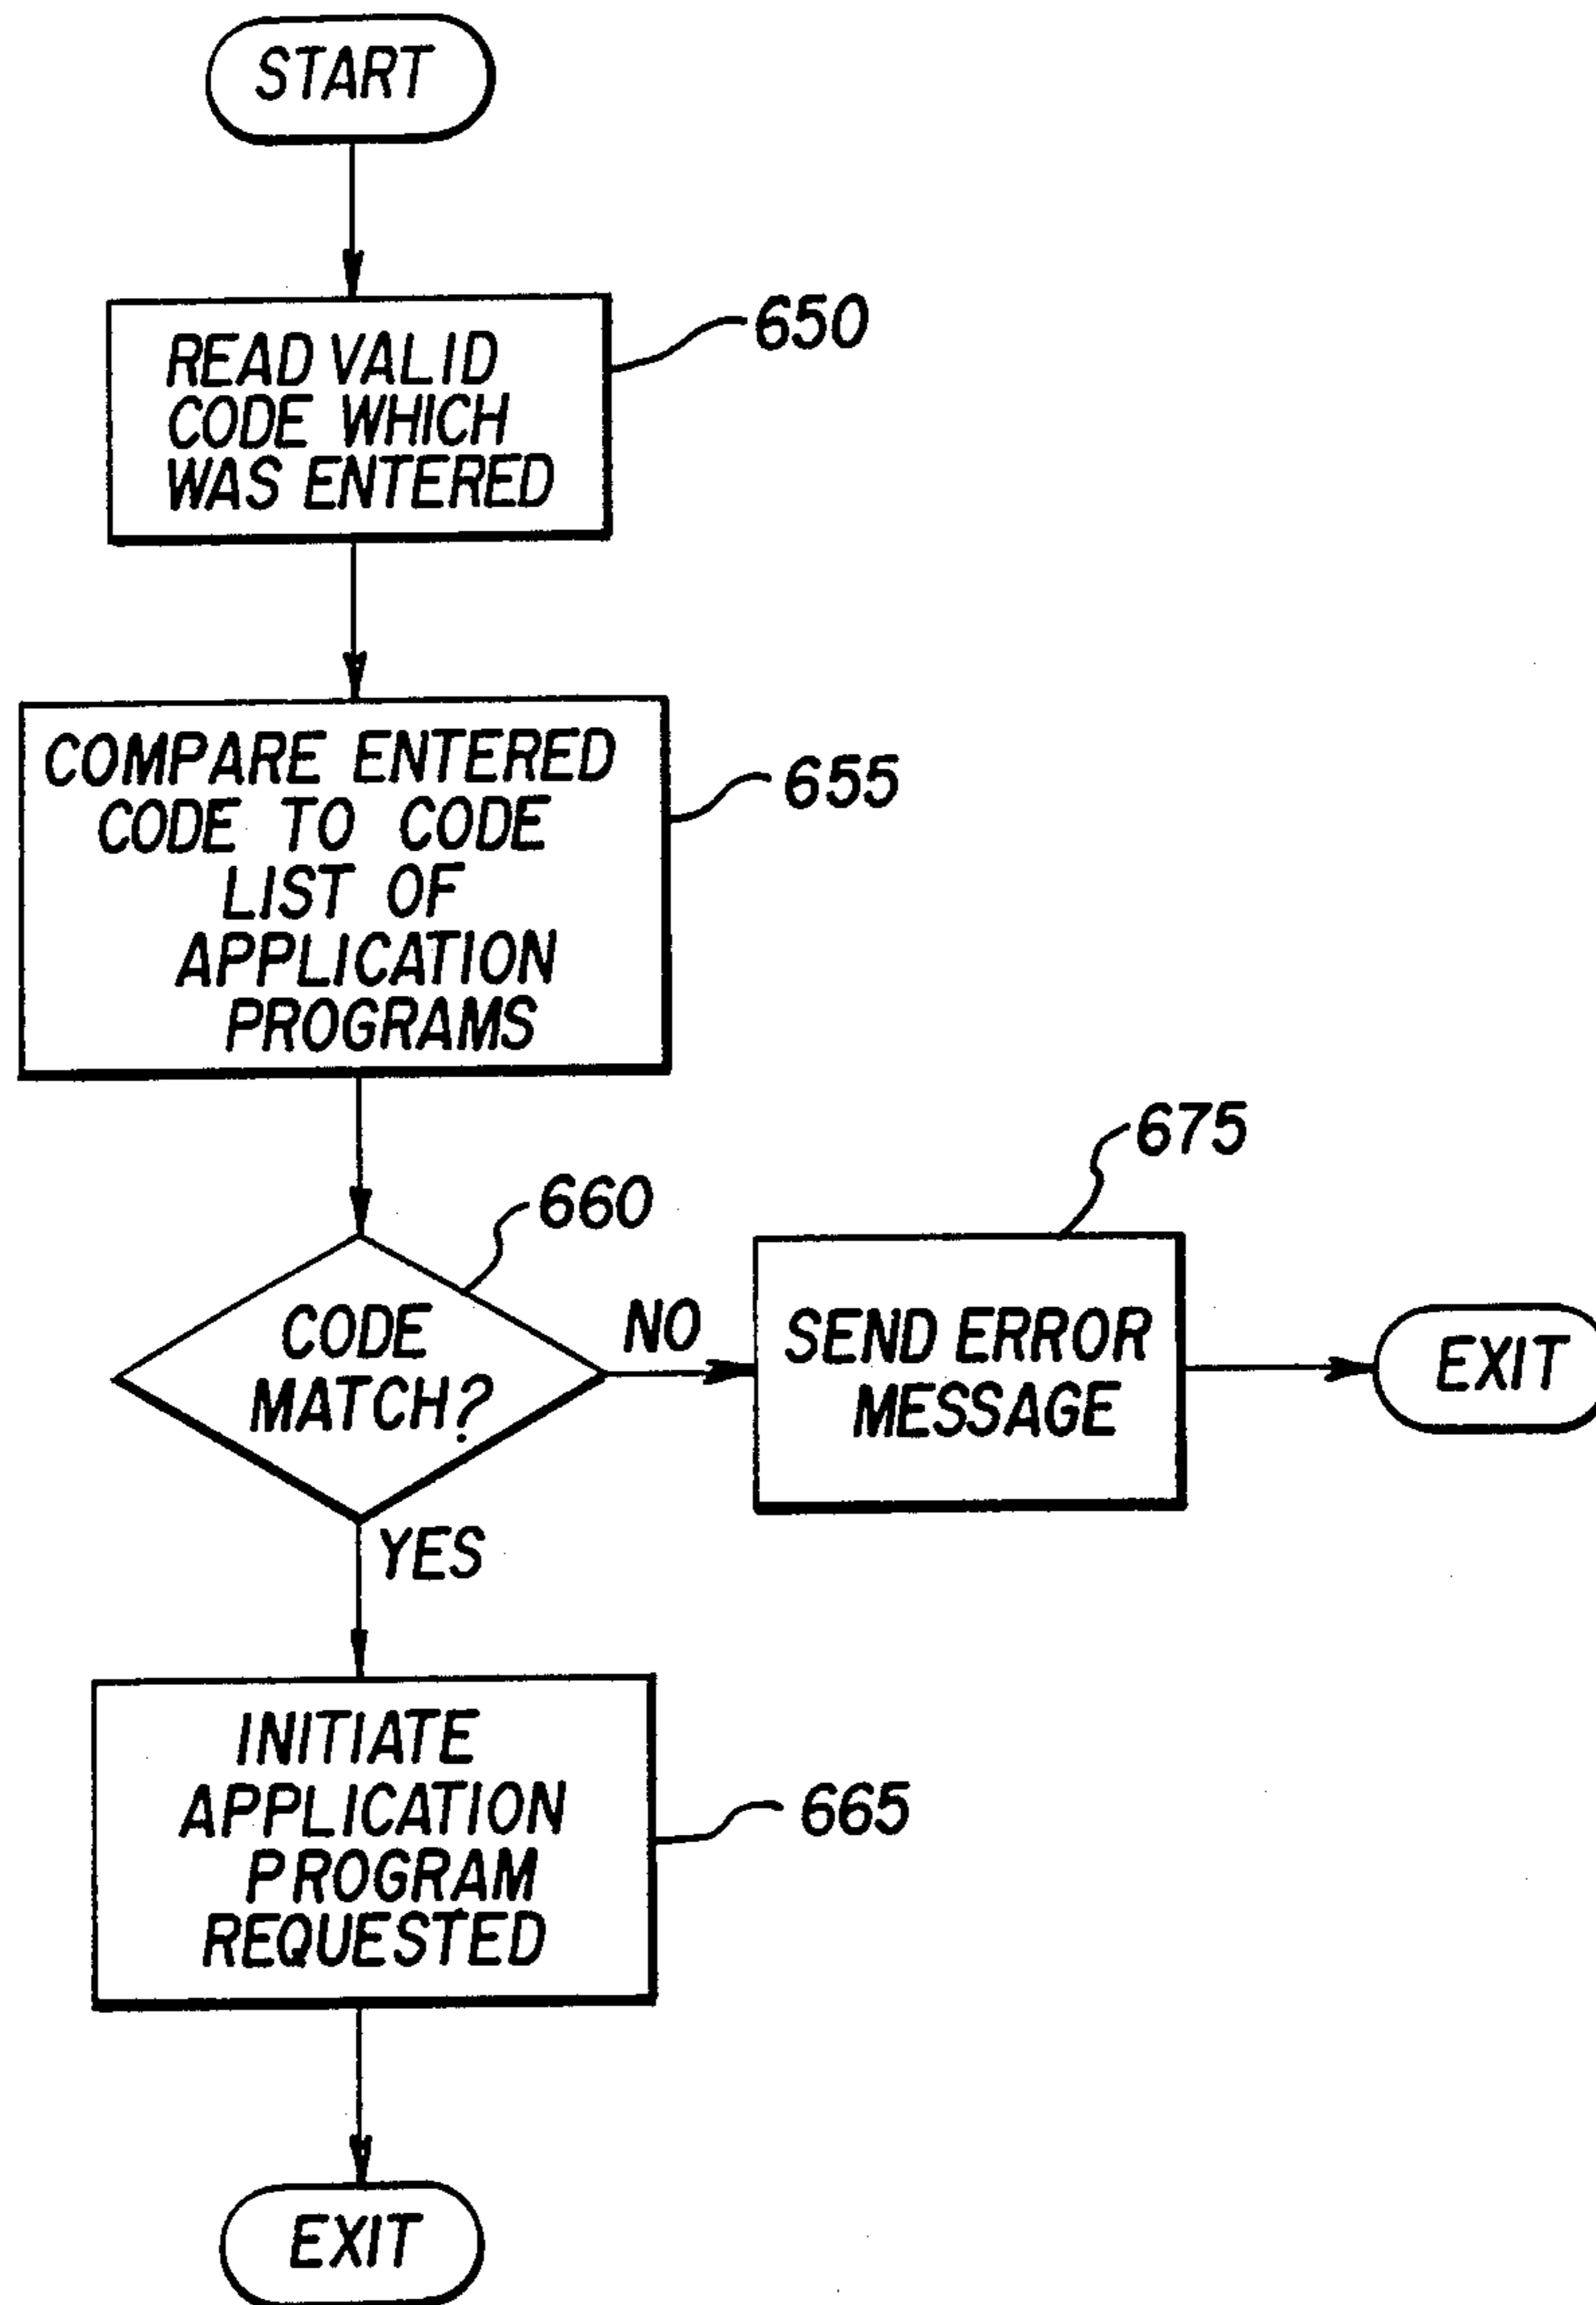 START
650
READ VALID
CODE WHICH
WAS ENTERED
655
COMPARE ENTERED
CODE TO CODE
LIST OF
APPLICATION
PROGRAMS
660
CODE
MATCH?
NO
675
SEND ERROR
MESSAGE
EXIT
YES
INITIATE
APPLICATION
PROGRAM
REQUESTED
665
EXIT